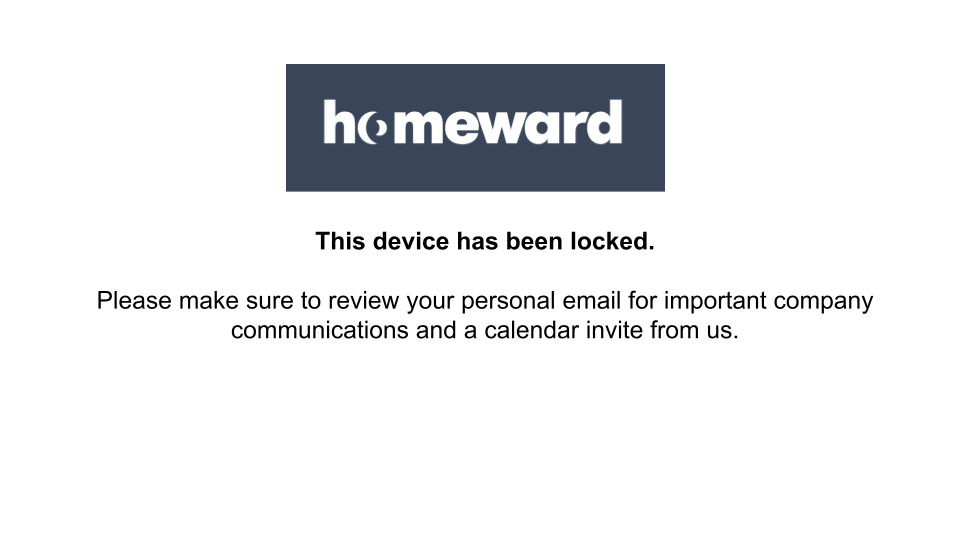 homeward
This device has been locked.
Please make sure to review your personal email for important company
communications and a calendar invite from us.